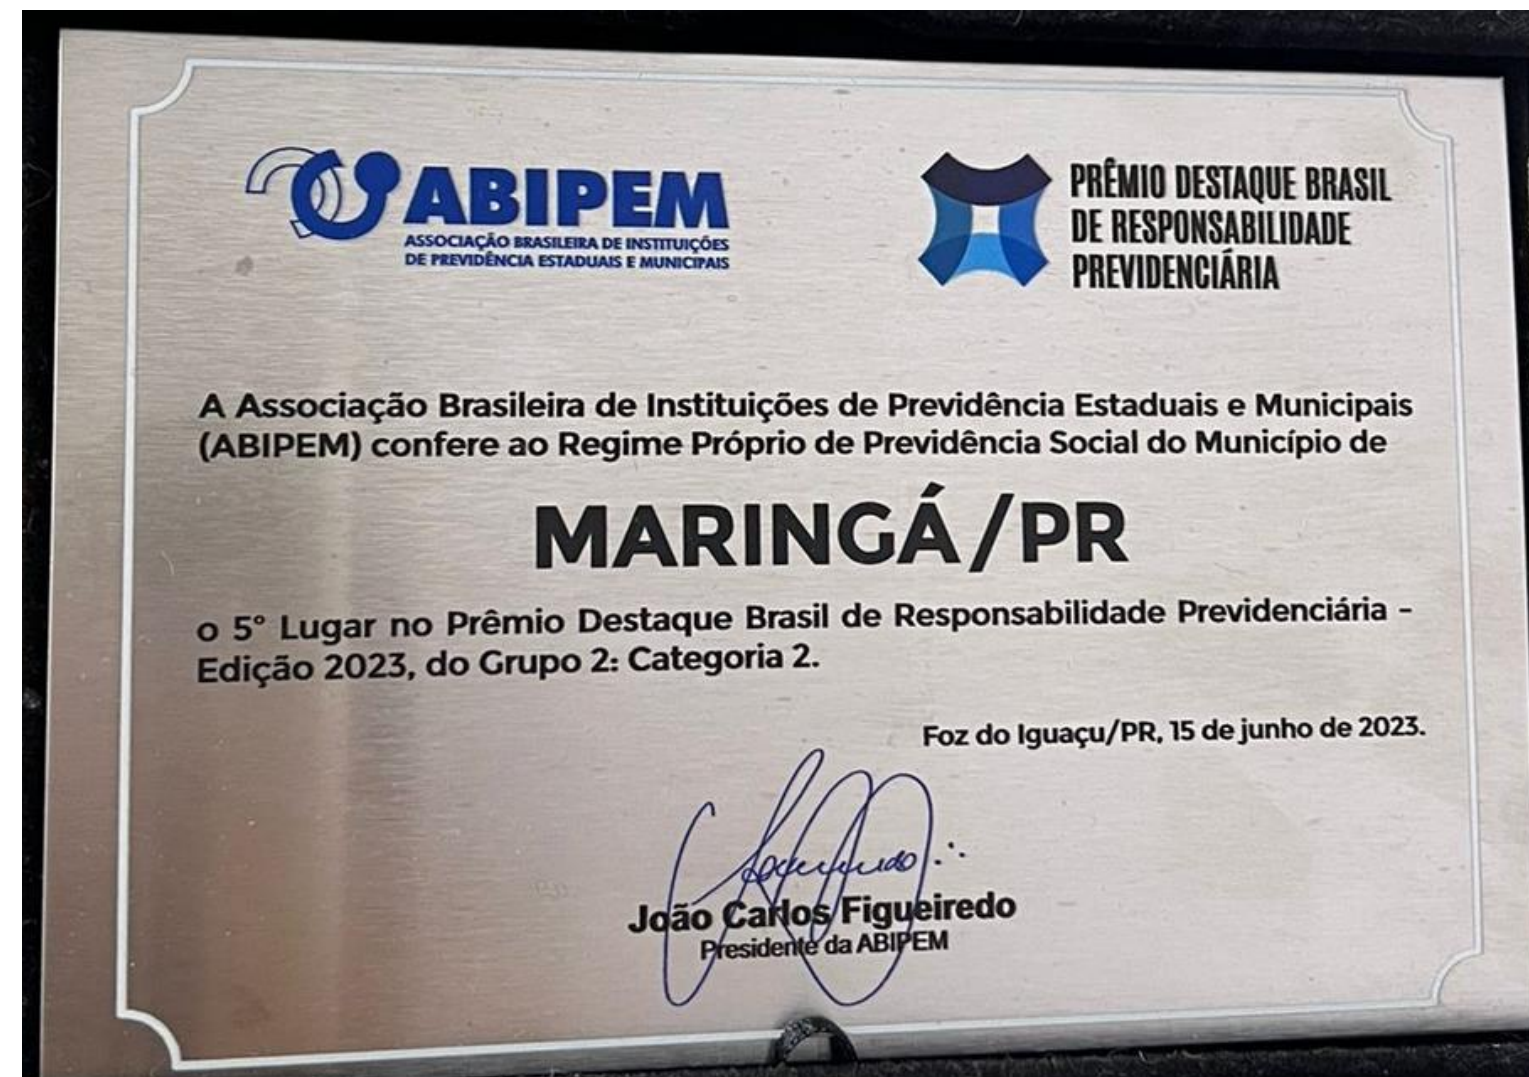 ABIPEM
ASSOCIAÇÃO BRASILEIRA DE INSTITUIÇÕES
DE PREVIDÊNCIA ESTADUAIS E MUNICIPAIS
PRÊMIO DESTAQUE BRASIL
DE RESPONSABILIDADE
PREVIDENCIÁRIA
A Associação Brasileira de Instituições de Previdência Estaduais e Municipais
(ABIPEM) confere ao Regime Próprio de Previdência Social do Município de
MARINGÁ/PR
o 5° Lugar no Prêmio Destaque Brasil de Responsabilidade Previdenciária -
Edição 2023, do Grupo 2: Categoria 2.
Foz do Iguaçu/PR, 15 de junho de 2023.
João Carlos Figueiredo
Presidente da ABIPEM